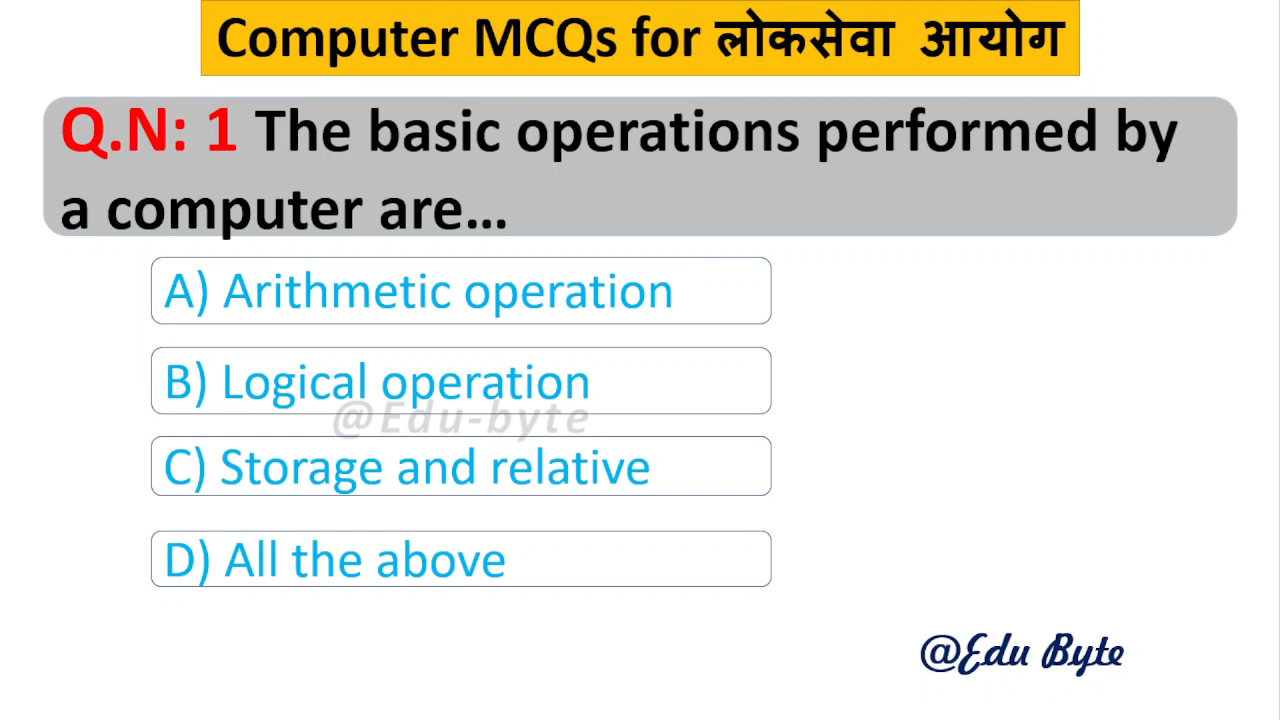 Computer MCQs for लोकसेवा आयोग
Q.N: 1 The basic operations performed by
a computer are...
A) Arithmetic operation
B) Logical operation
@Edu-byte
C) Storage and relative
D) All the above
@Edu Byte